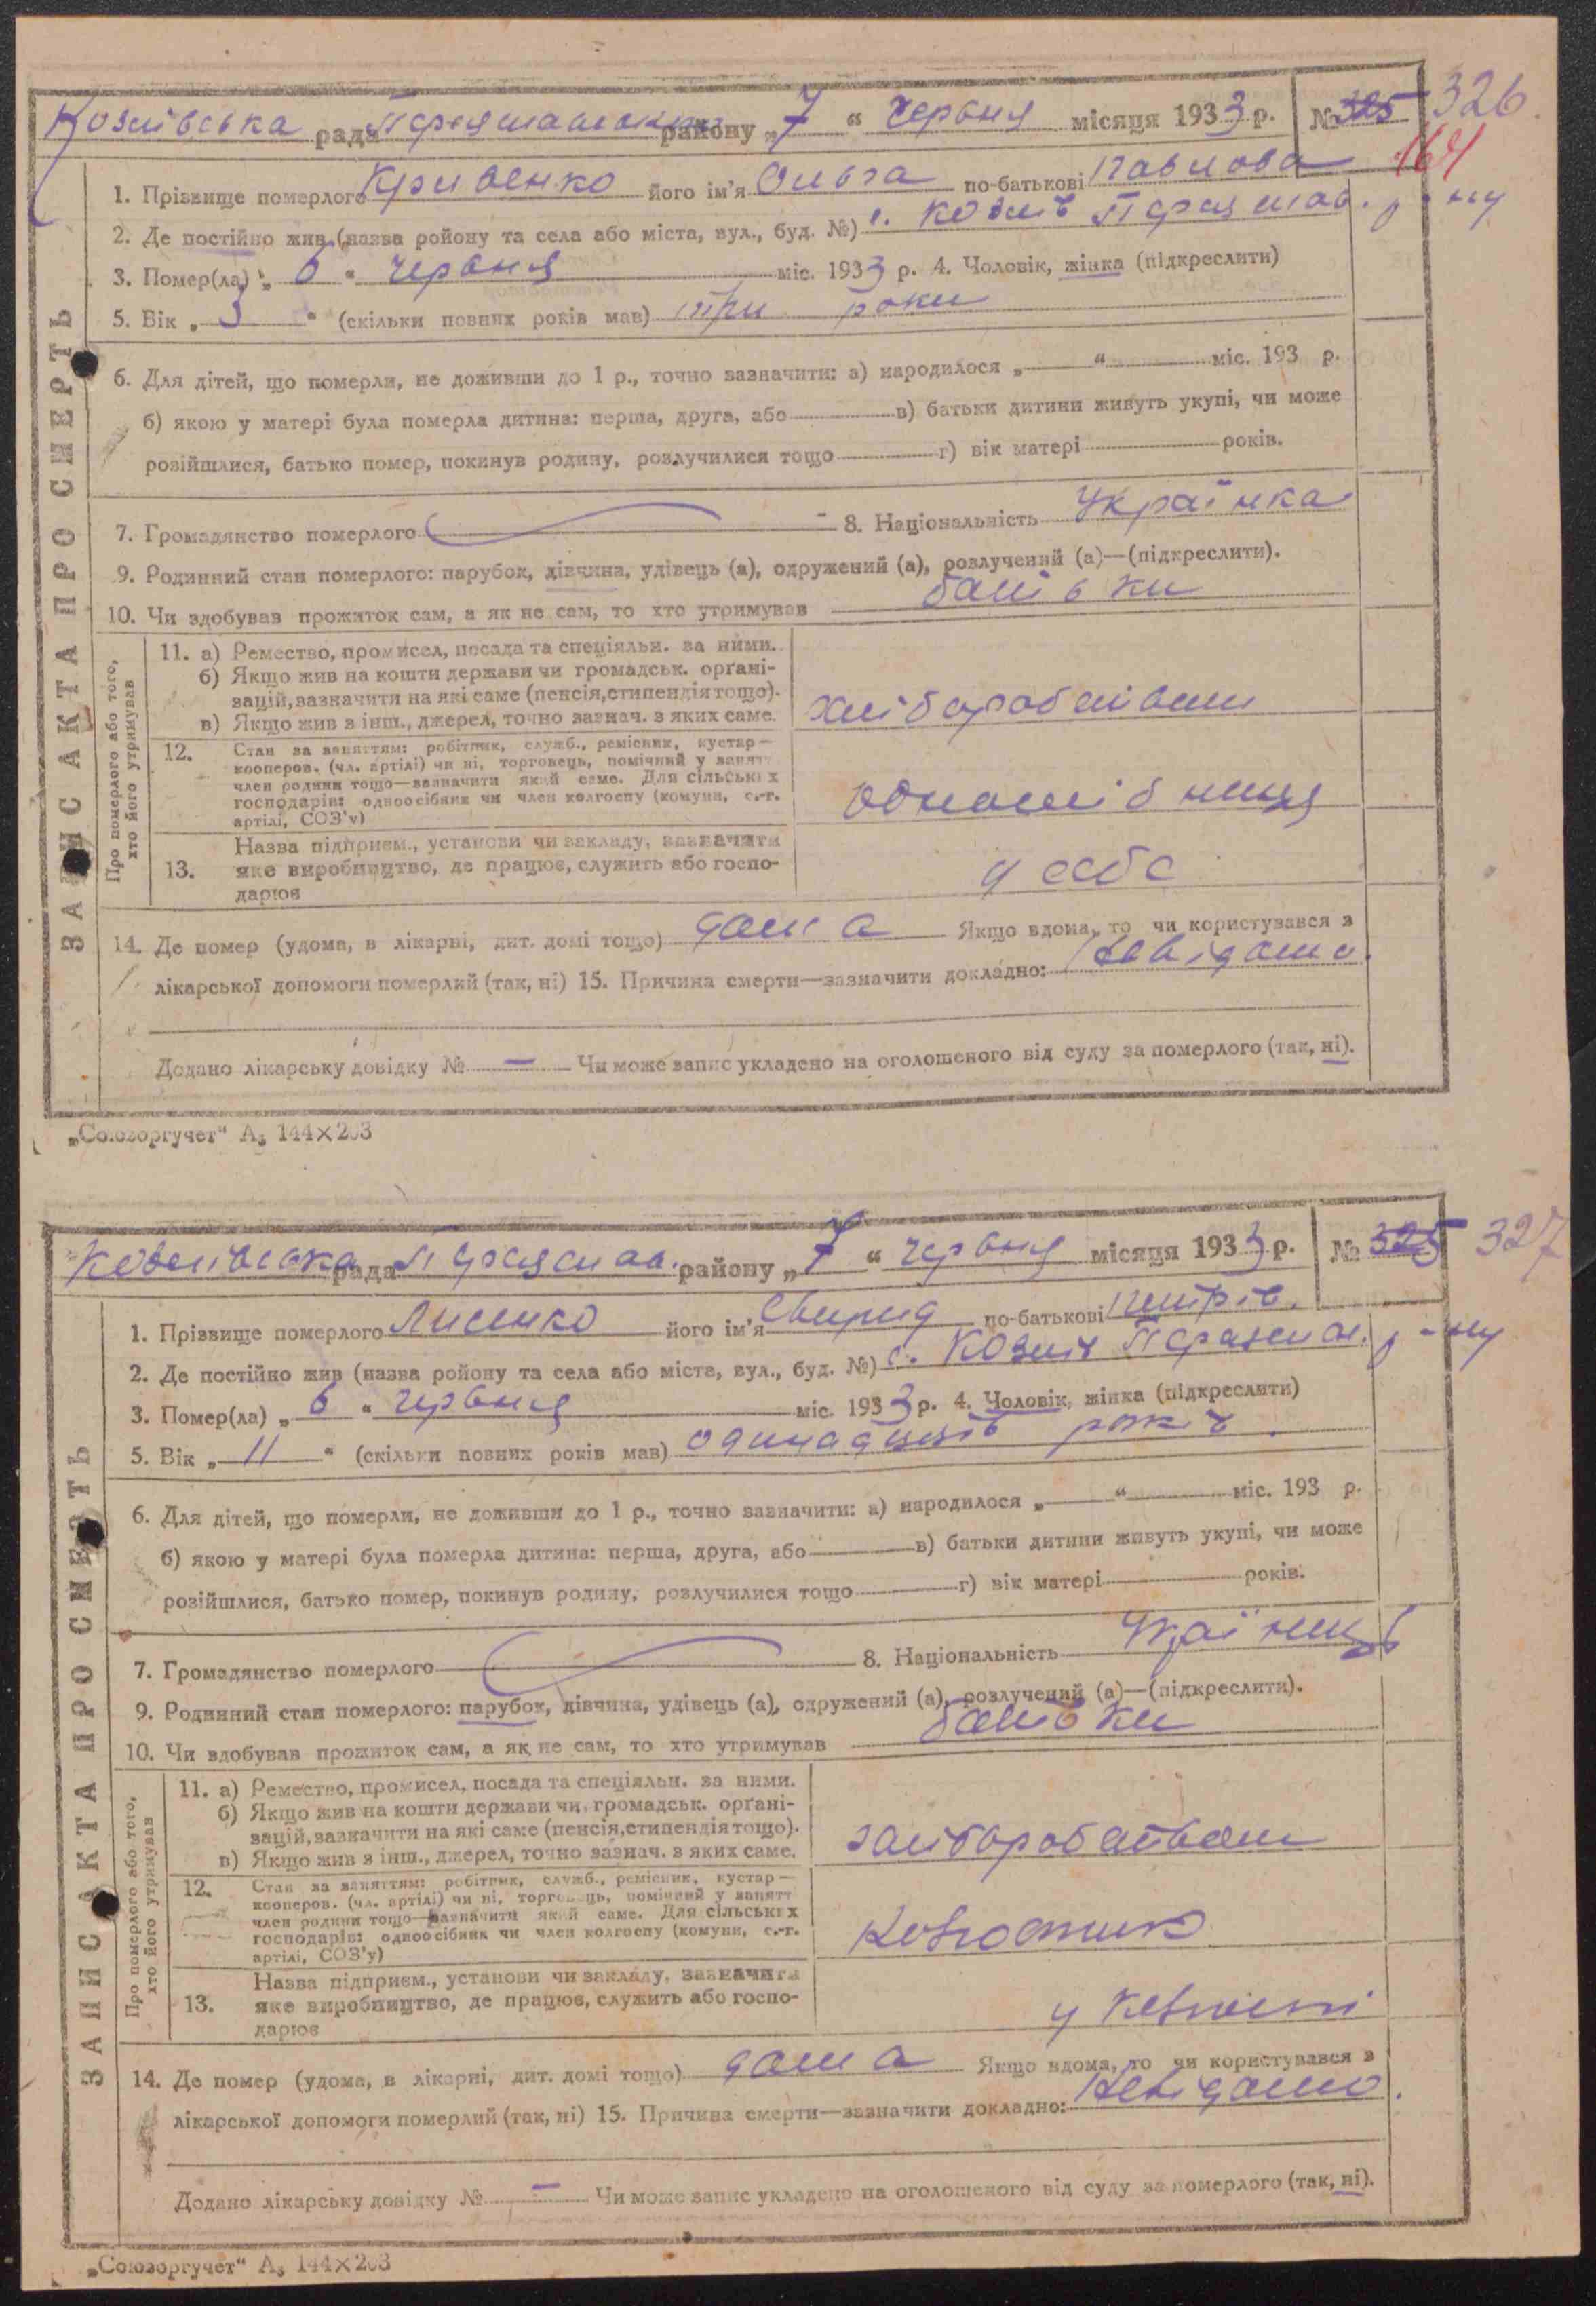 Козлівська рада Переяславськ. району „7“ Червня місяця 1933 р. № 325 326
164
1. Прізвище померлого Кривенко його ім'я Ольга по-батькові Павлова
2. Де постійно жив (назва ройону та села або міста, вул., буд. №) с. Козлів Переяслав. р-ну
3. Помер(ла) „6“ червня міс. 1933 р. 4. Чоловік, жінка (підкреслити)
5. Вік „3“ (скільки повних років мав) три роки
6. Для дітей, що померли, не доживши до 1 р., точно зазначити: а) народилося „ “ міс. 193 р.
б) якою у матері була померла дитина: перша, друга, або в) батьки дитини живуть укупі, чи може
розійшлися, батько помер, покинув родину, розлучилися тощо г) вік матері років.
7. Громадянство померлого 8. Національність Українка
9. Родинний стан померлого: парубок, дівчина, удівець (а), одружений (а), розлучений (а)—(підкреслити).
10. Чи здобував прожиток сам, а як не сам, то хто утримував батьки
ЗАПИС АКТА ПРО СМЕРТЬ
Про померлого або того,
хто його утримував
11. а) Ремество, промисел, посада та спеціяльн. за ними.
б) Якщо жив на кошти держави чи громадськ. орґані-
зацій, зазначити на які саме (пенсія, стипендія тощо).
в) Якщо жив з інш., джерел, точно зазнач. з яких саме.
хліборобством
12. Стан за заняттям: робітник, служб., ремісник, кустар—
кооперов. (чл. артілі) чи ні, торговець, помічний у занятт
член родини тощо—зазначити який саме. Для сільських
господарів: одноосібник чи член колгоспу (комуни, с.-г.
артілі, СОЗ'у)
одноосібниця
13. Назва підприєм., установи чи закладу, зазначити
яке виробництво, де працює, служить або госпо-
дарює
у себе
14. Де помер (удома, в лікарні, дит. домі тощо) дома Якщо вдома, то чи користувався з
лікарської допомоги померлий (так, ні) 15. Причина смерти—зазначити докладно: Невідомо.
Додано лікарську довідку № — Чи може запис укладено на оголошеного від суду за померлого (так, ні).
„Союзоргучет“ А₅ 144×203
Козлівська рада Переяслав. району „7“ червня місяця 1933 р. № 325 327
1. Прізвище померлого Лисенко його ім'я Свирид по-батькові Петрів.
2. Де постійно жив (назва ройону та села або міста, вул., буд. №) с. Козлів Переяслав. р-ну
3. Помер(ла) „6“ червня міс. 1933 р. 4. Чоловік, жінка (підкреслити)
5. Вік „11“ (скільки повних років мав) одинадцять років.
6. Для дітей, що померли, не доживши до 1 р., точно зазначити: а) народилося „ “ міс. 193 р.
б) якою у матері була померла дитина: перша, друга, або в) батьки дитини живуть укупі, чи може
розійшлися, батько помер, покинув родину, розлучилися тощо г) вік матері років.
7. Громадянство померлого 8. Національність Українець
9. Родинний стан померлого: парубок, дівчина, удівець (а), одружений (а), розлучений (а)—(підкреслити).
10. Чи здобував прожиток сам, а як не сам, то хто утримував батьки
ЗАПИС АКТА ПРО СМЕРТЬ
Про померлого або того,
хто його утримував
11. а) Ремество, промисел, посада та спеціяльн. за ними.
б) Якщо жив на кошти держави чи громадськ. орґані-
зацій, зазначити на які саме (пенсія, стипендія тощо).
в) Якщо жив з інш., джерел, точно зазнач. з яких саме.
хліборобством
12. Стан за заняттям: робітник, служб., ремісник, кустар—
кооперов. (чл. артілі) чи ні, торговець, помічний у занятт
член родини тощо—зазначити який саме. Для сільських
господарів: одноосібник чи член колгоспу (комуни, с.-г.
артілі, СОЗ'у)
Колгоспник
13. Назва підприєм., установи чи закладу, зазначити
яке виробництво, де працює, служить або госпо-
дарює
у колгоспі
14. Де помер (удома, в лікарні, дит. домі тощо) дома Якщо вдома, то чи користувався з
лікарської допомоги померлий (так, ні) 15. Причина смерти—зазначити докладно: Невідомо.
Додано лікарську довідку № — Чи може запис укладено на оголошеного від суду за померлого (так, ні).
„Союзоргучет“ А₅ 144×203